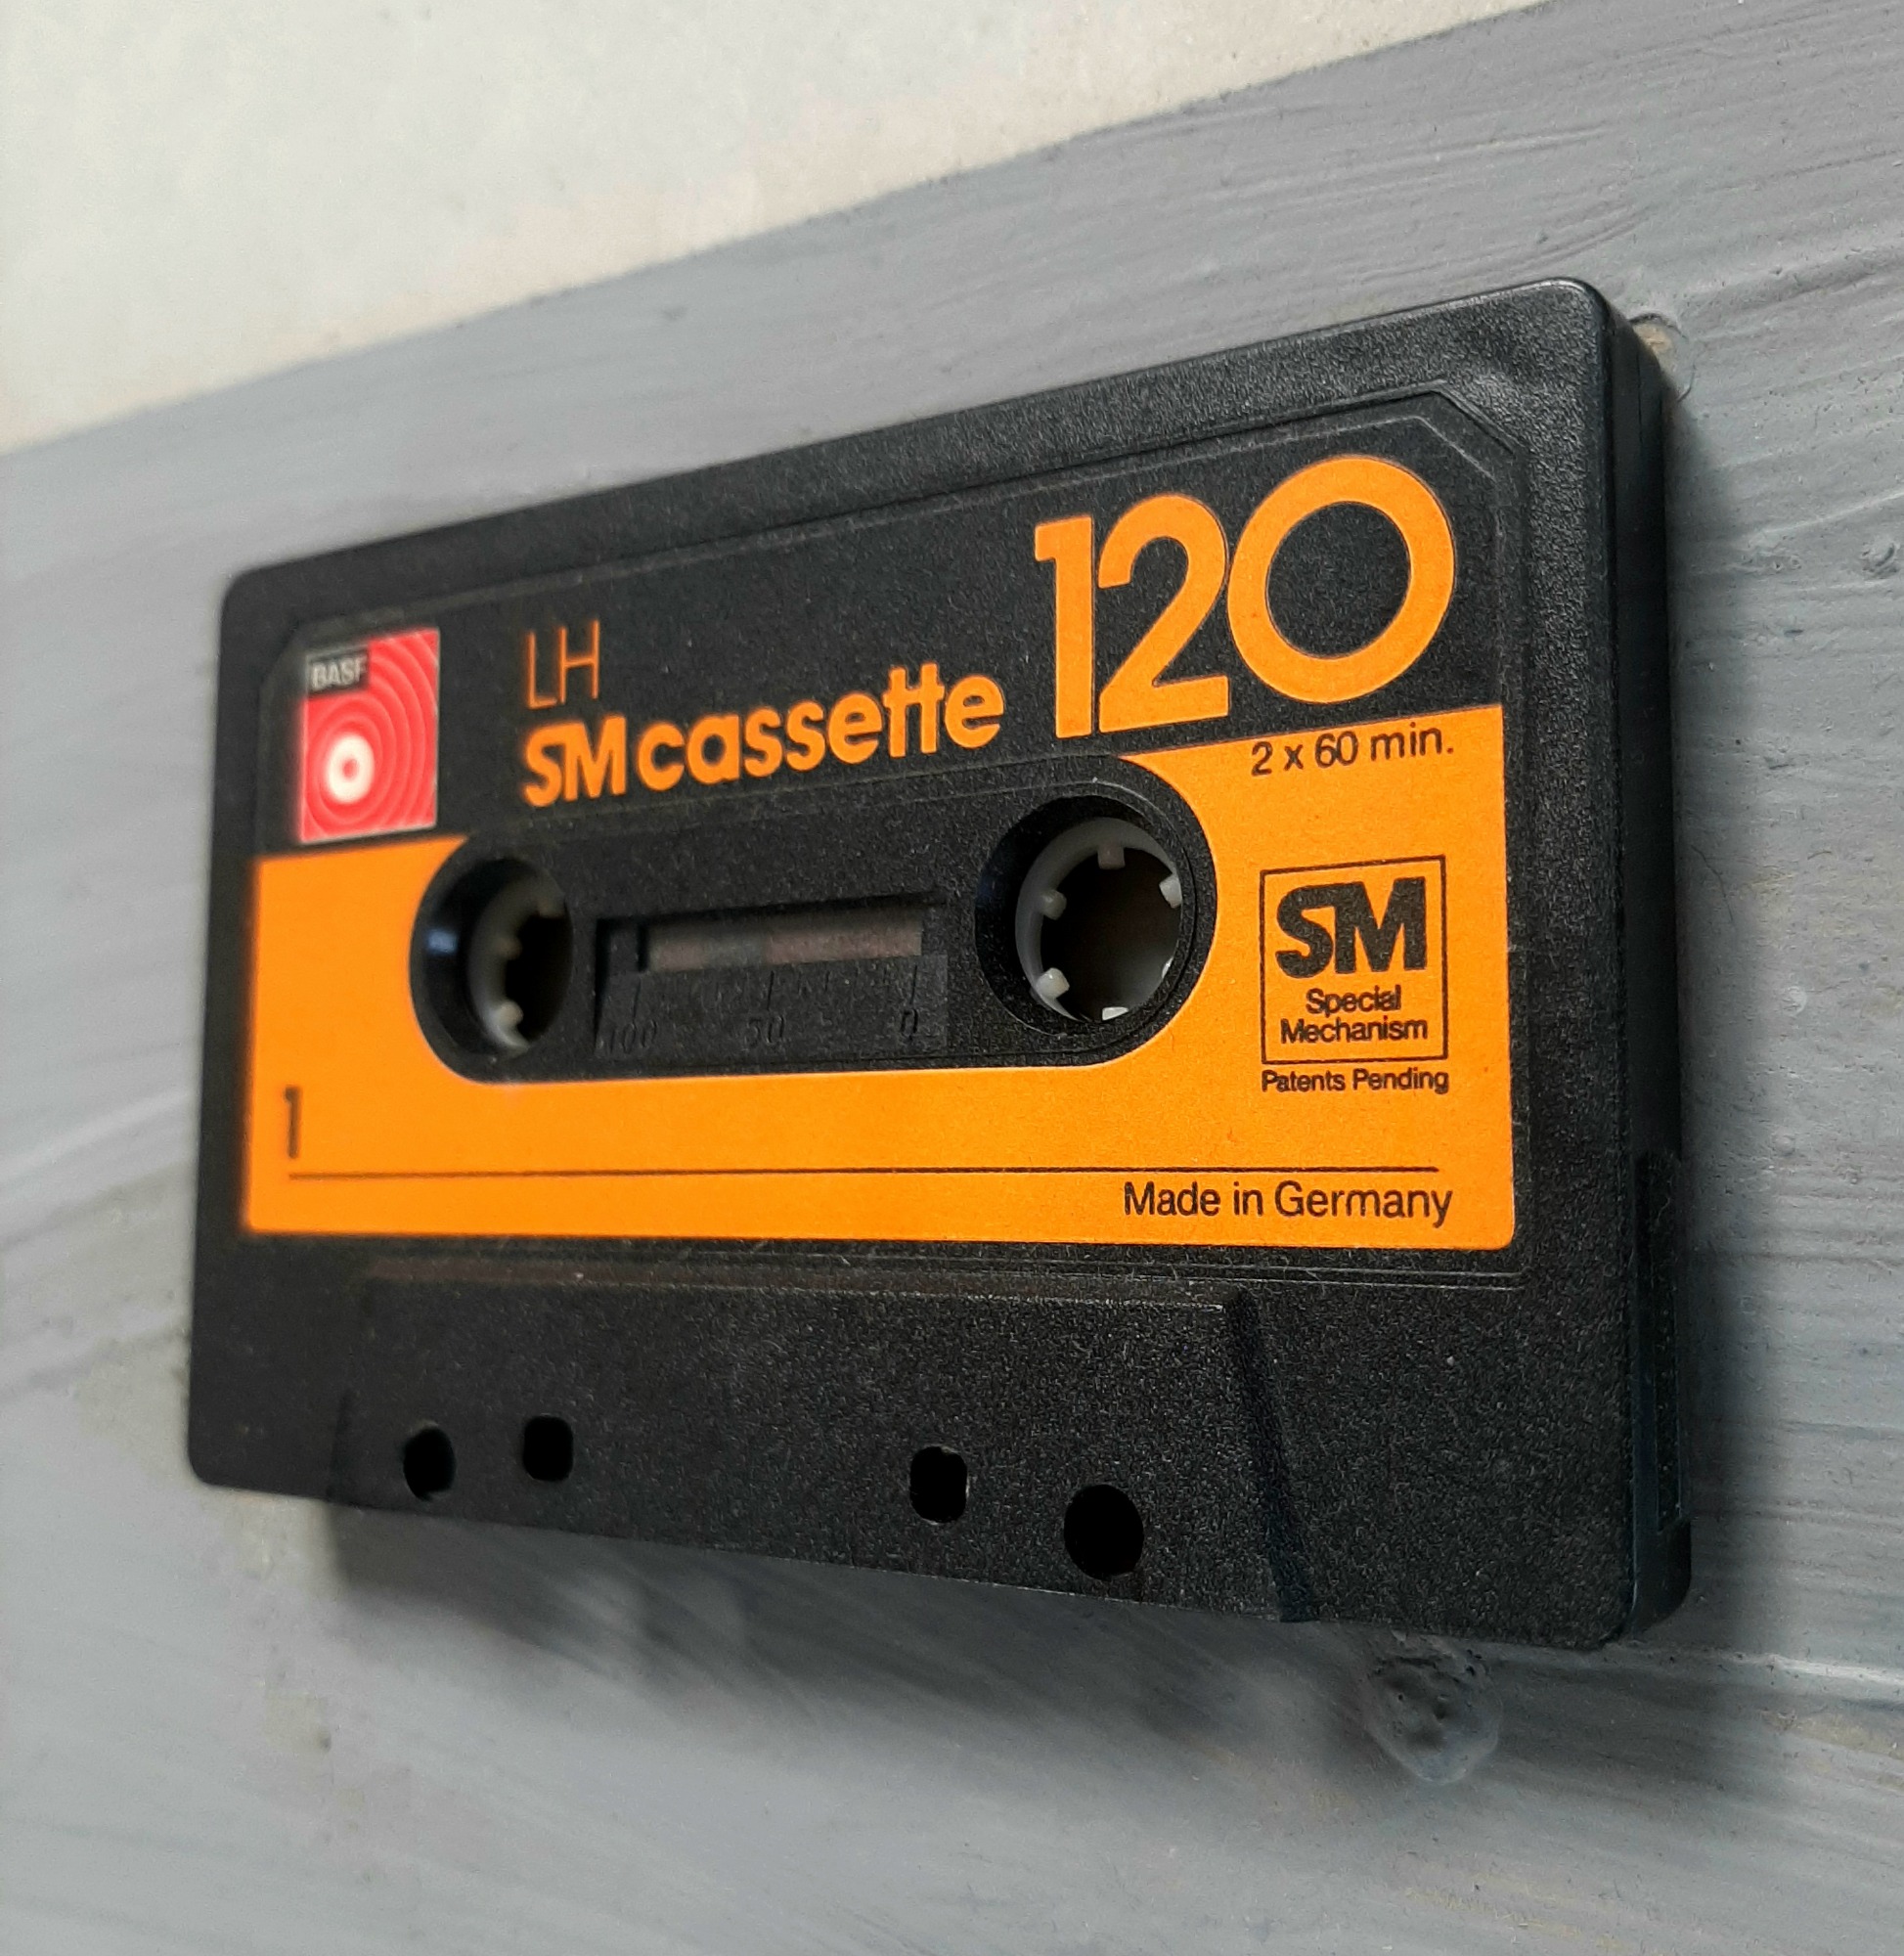 BASF
LH
SM cassette
120
2 x 60 min.
100 50 0
SM
Special
Mechanism
Patents Pending
1
Made in Germany